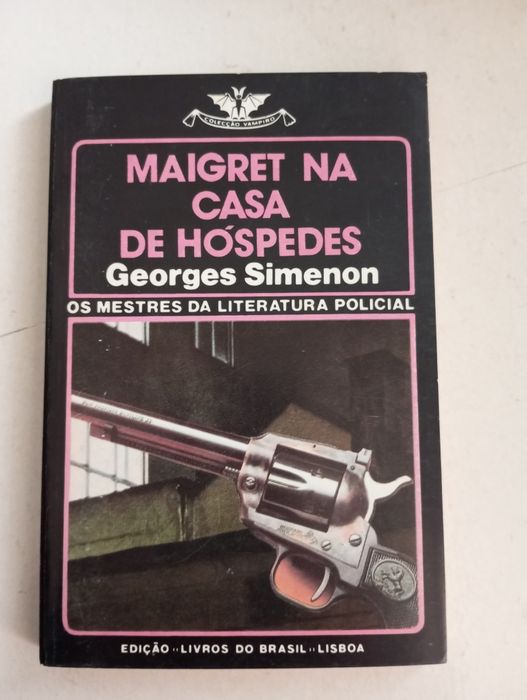 COLECÇÃO VAMPIRO
MAIGRET NA
CASA
DE HÓSPEDES
Georges Simenon
OS MESTRES DA LITERATURA POLICIAL
EDIÇÃO "LIVROS DO BRASIL" LISBOA